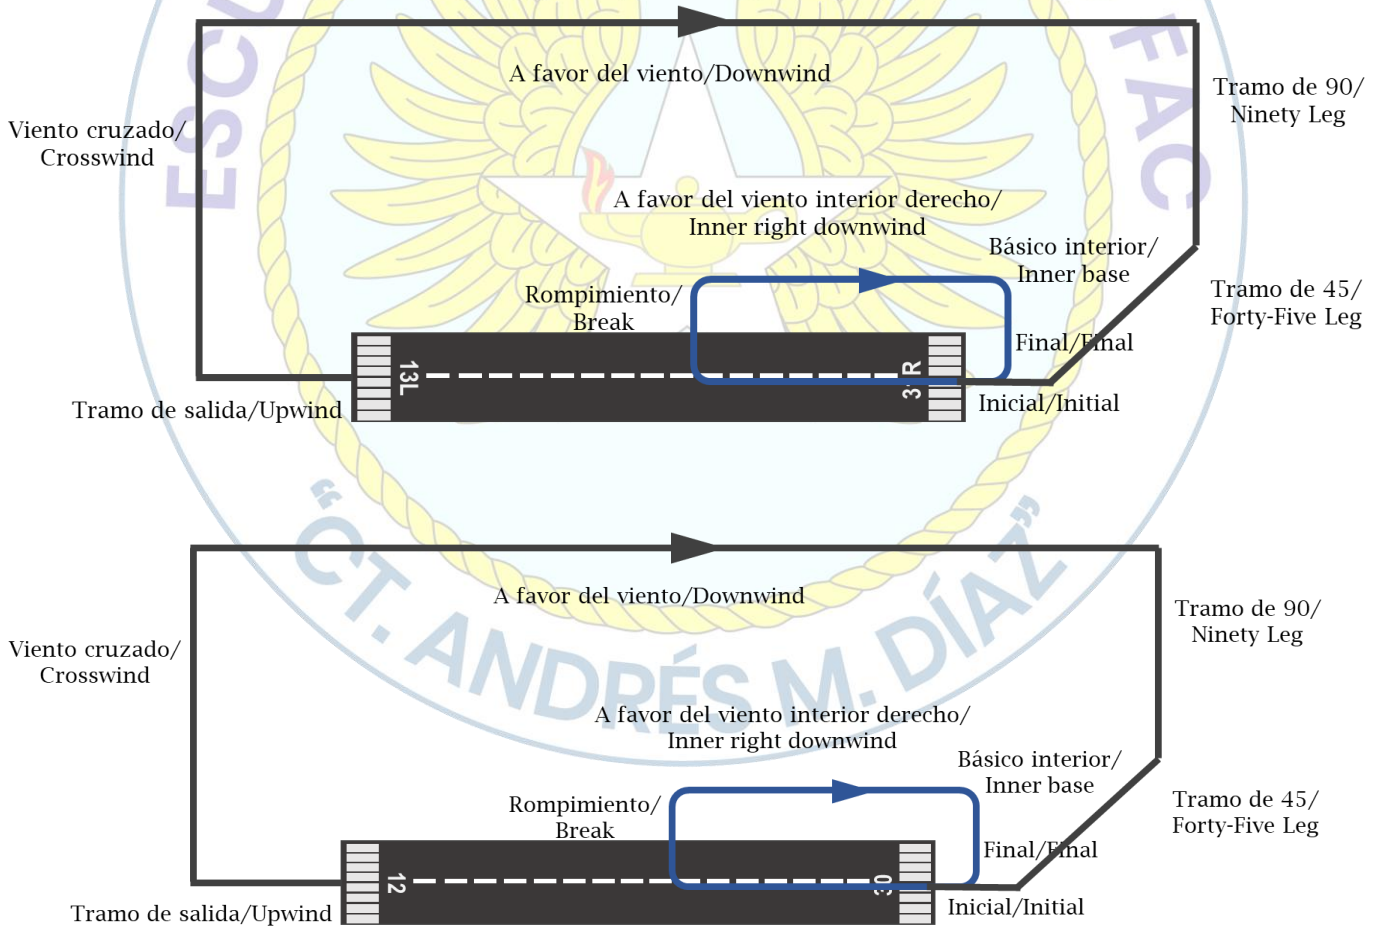 ESCU
FAC
A favor del viento/Downwind
Tramo de 90/
Ninety Leg
Viento cruzado/
Crosswind
A favor del viento interior derecho/
Inner right downwind
Básico interior/
Inner base
Rompimiento/
Break
Tramo de 45/
Forty-Five Leg
Final/Final
13L
Tramo de salida/Upwind
Inicial/Initial
"CT. ANDRÉS M. DÍAZ"
A favor del viento/Downwind
Tramo de 90/
Ninety Leg
Viento cruzado/
Crosswind
A favor del viento interior derecho/
Inner right downwind
Básico interior/
Inner base
Rompimiento/
Break
Tramo de 45/
Forty-Five Leg
Final/Final
12
30
Tramo de salida/Upwind
Inicial/Initial